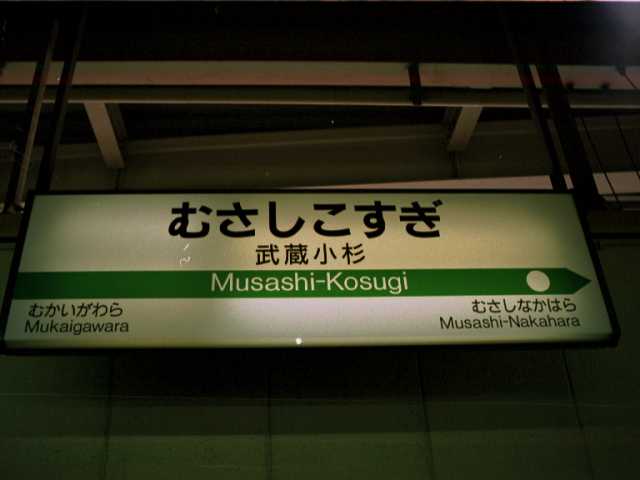 むさしこすぎ
武蔵小杉
Musashi-Kosugi
むかいがわら
Mukaigawara
むさしなかはら
Musashi-Nakahara